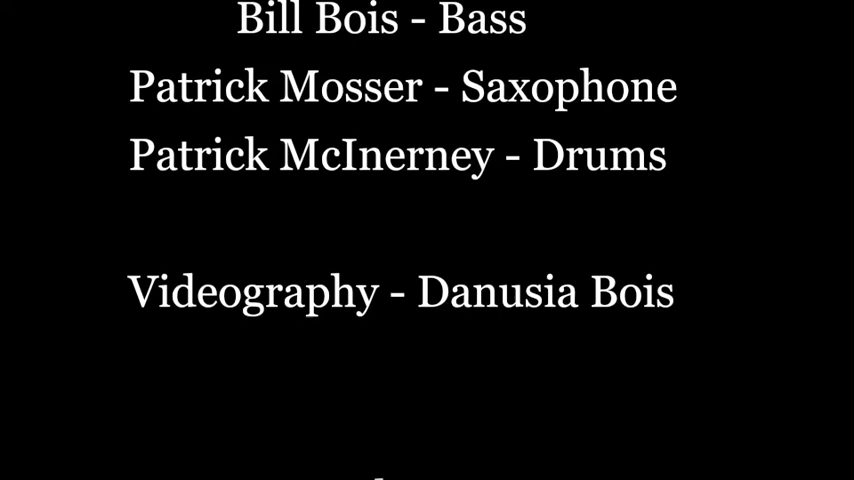 Bill Bois - Bass
Patrick Mosser - Saxophone
Patrick McInerney - Drums
Videography - Danusia Bois